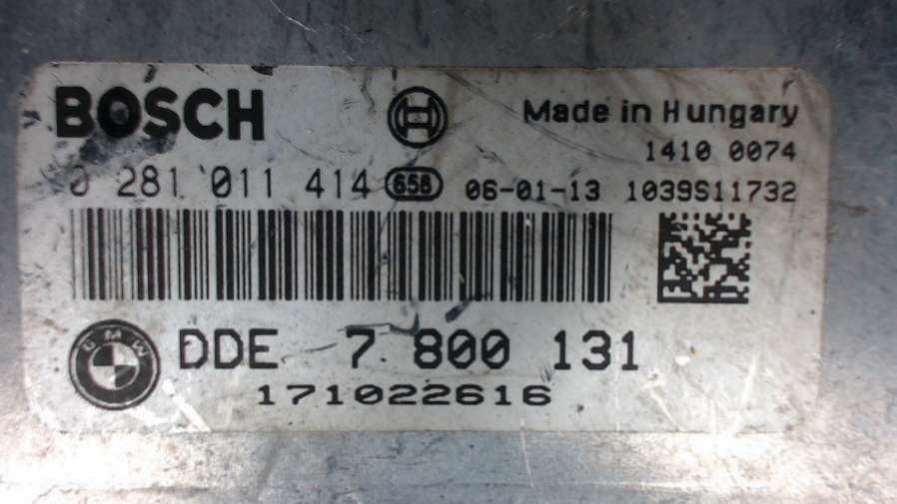 BOSCH
Made in Hungary
1410 0074
0 281 011 414 658 06-01-13 1039S11732
BMW
DDE 7 800 131
171022616